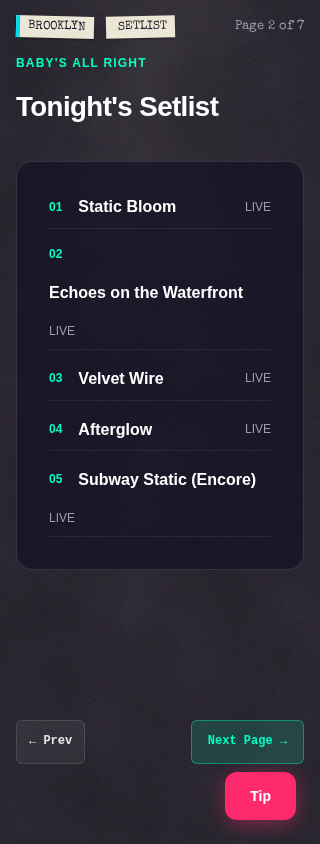 BROOKLYN SETLIST Page 2 of 7
BABY'S ALL RIGHT
Tonight's Setlist
01 Static Bloom LIVE
02
Echoes on the Waterfront
LIVE
03 Velvet Wire LIVE
04 Afterglow LIVE
05 Subway Static (Encore)
LIVE
← Prev Next Page →
Tip